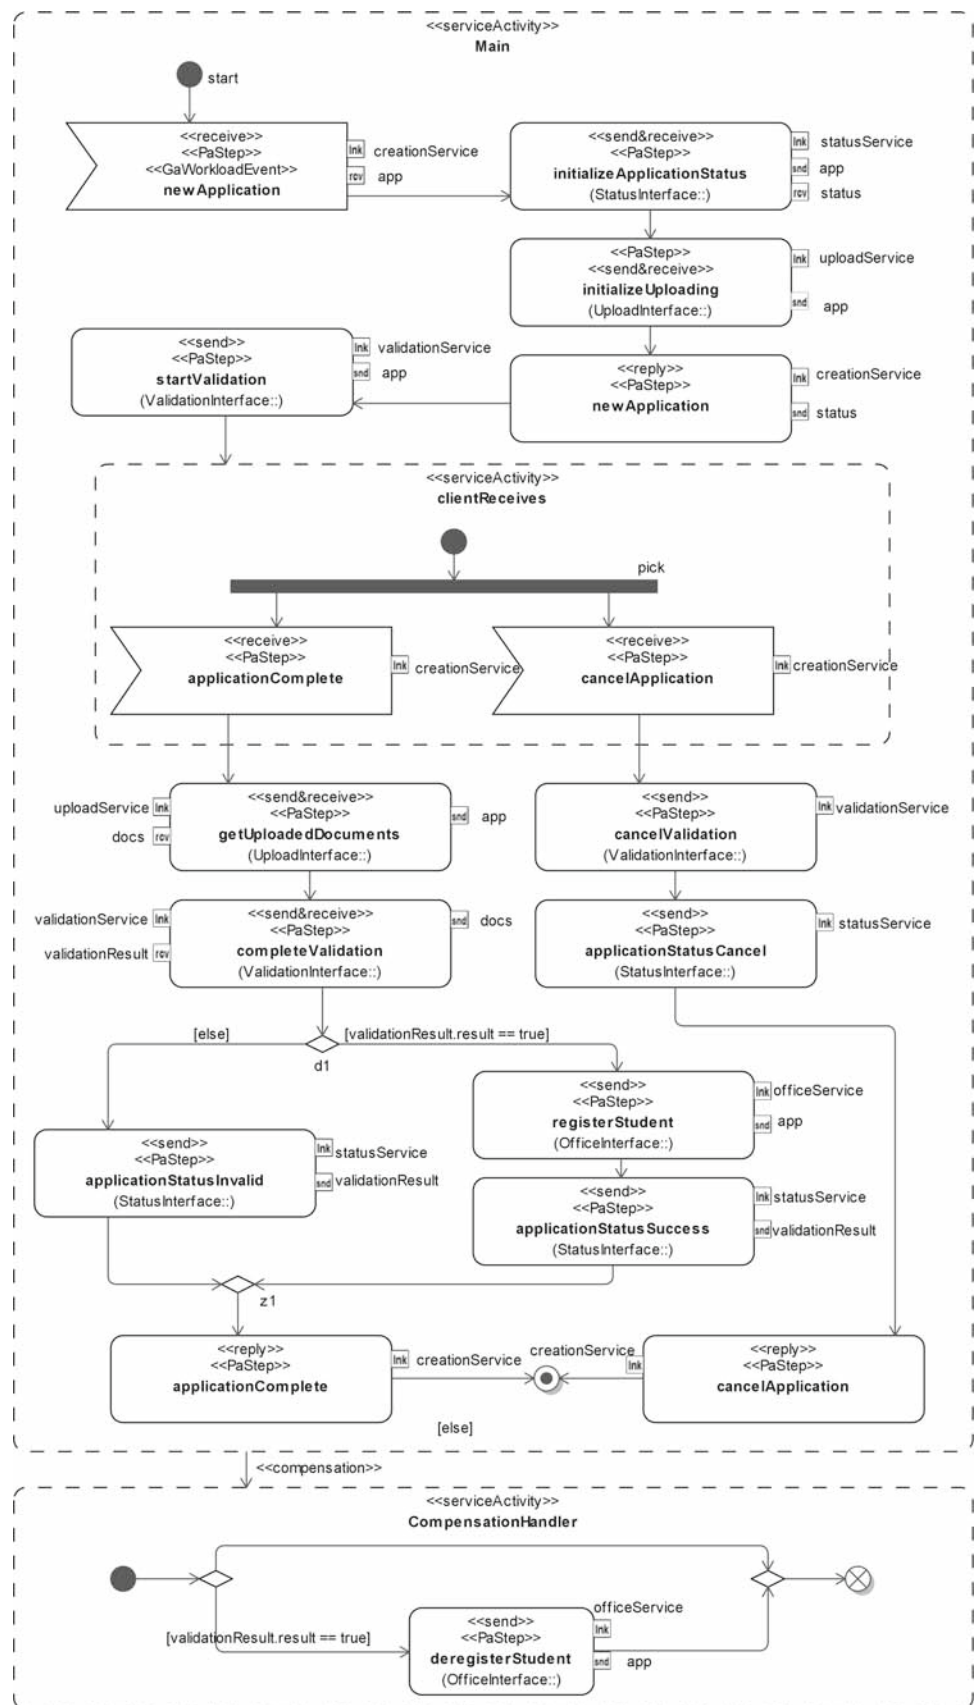 <<serviceActivity>>
Main
start
<<receive>>
<<PaStep>>
<<GaWorkloadEvent>>
newApplication
lnk creationService
rcv app
<<send&receive>>
<<PaStep>>
initializeApplicationStatus
(StatusInterface::)
lnk statusService
snd app
rcv status
<<PaStep>>
<<send&receive>>
initializeUploading
(UploadInterface::)
lnk uploadService
snd app
<<send>>
<<PaStep>>
startValidation
(ValidationInterface::)
lnk validationService
snd app
<<reply>>
<<PaStep>>
newApplication
lnk creationService
snd status
<<serviceActivity>>
clientReceives
pick
<<receive>>
<<PaStep>>
applicationComplete
lnk creationService
<<receive>>
<<PaStep>>
cancelApplication
lnk creationService
uploadService lnk
docs rcv
<<send&receive>>
<<PaStep>>
getUploadedDocuments
(UploadInterface::)
snd app
<<send>>
<<PaStep>>
cancelValidation
(ValidationInterface::)
lnk validationService
validationService lnk
validationResult rcv
<<send&receive>>
<<PaStep>>
completeValidation
(ValidationInterface::)
snd docs
<<send>>
<<PaStep>>
applicationStatusCancel
(StatusInterface::)
lnk statusService
[else]
[validationResult.result == true]
d1
<<send>>
<<PaStep>>
registerStudent
(OfficeInterface::)
lnk officeService
snd app
<<send>>
<<PaStep>>
applicationStatusInvalid
(StatusInterface::)
lnk statusService
snd validationResult
<<send>>
<<PaStep>>
applicationStatusSuccess
(StatusInterface::)
lnk statusService
snd validationResult
z1
<<reply>>
<<PaStep>>
applicationComplete
lnk creationService
creationService
lnk
<<reply>>
<<PaStep>>
cancelApplication
[else]
<<compensation>>
<<serviceActivity>>
CompensationHandler
[validationResult.result == true]
<<send>>
<<PaStep>>
deregisterStudent
(OfficeInterface::)
officeService
lnk
snd app